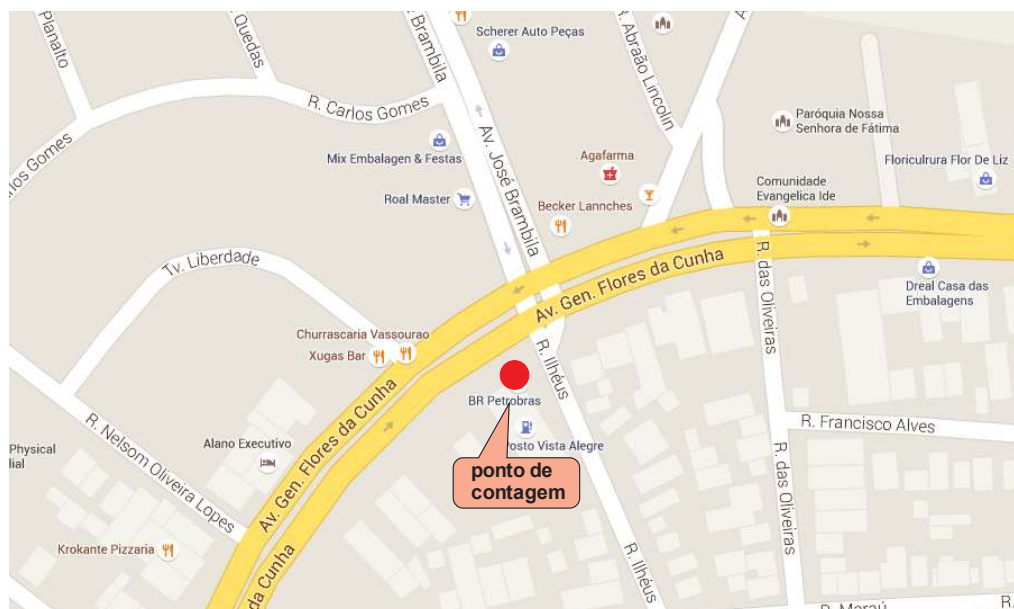 Planalto
Quedas
Brambila
Scherer Auto Peças
R. Abraão Lincolin
R. Carlos Gomes
los Gomes
Av. José Brambila
Paróquia Nossa
Senhora de Fátima
Mix Embalagen & Festas
Agafarma
Floricultrura Flor De Liz
Roal Master
Becker Lannches
Comunidade
Evangelica Ide
Tv. Liberdade
Av. Gen. Flores da Cunha
R. das Oliveiras
Dreal Casa das
Embalagens
Churrascaria Vassourao
Xugas Bar
R. Ilhéus
BR Petrobras
Av. Gen. Flores da Cunha
R. Nelsom Oliveira Lopes
Physical
lial
Alano Executivo
Posto Vista Alegre
R. Francisco Alves
ponto de
contagem
R. das Oliveiras
Krokante Pizzaria
R. Ilhéus
da Cunha